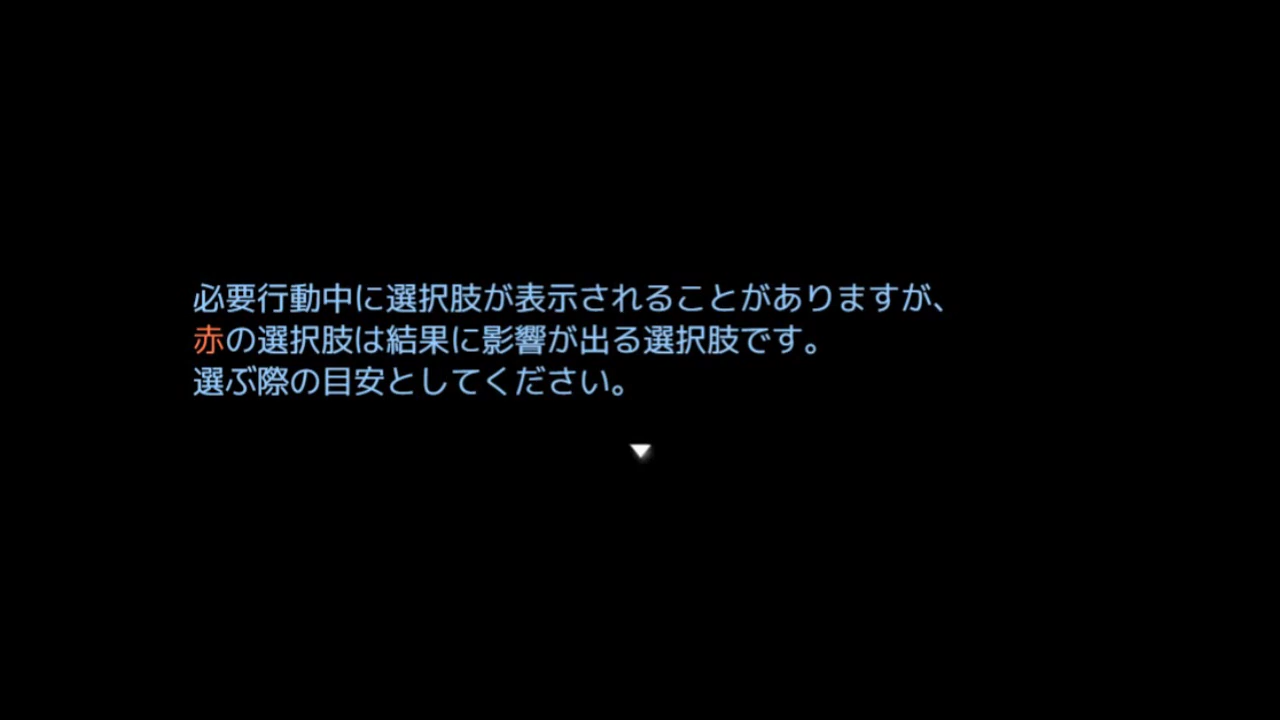 必要行動中に選択肢が表示されることがありますが、
赤の選択肢は結果に影響が出る選択肢です。
選ぶ際の目安としてください。